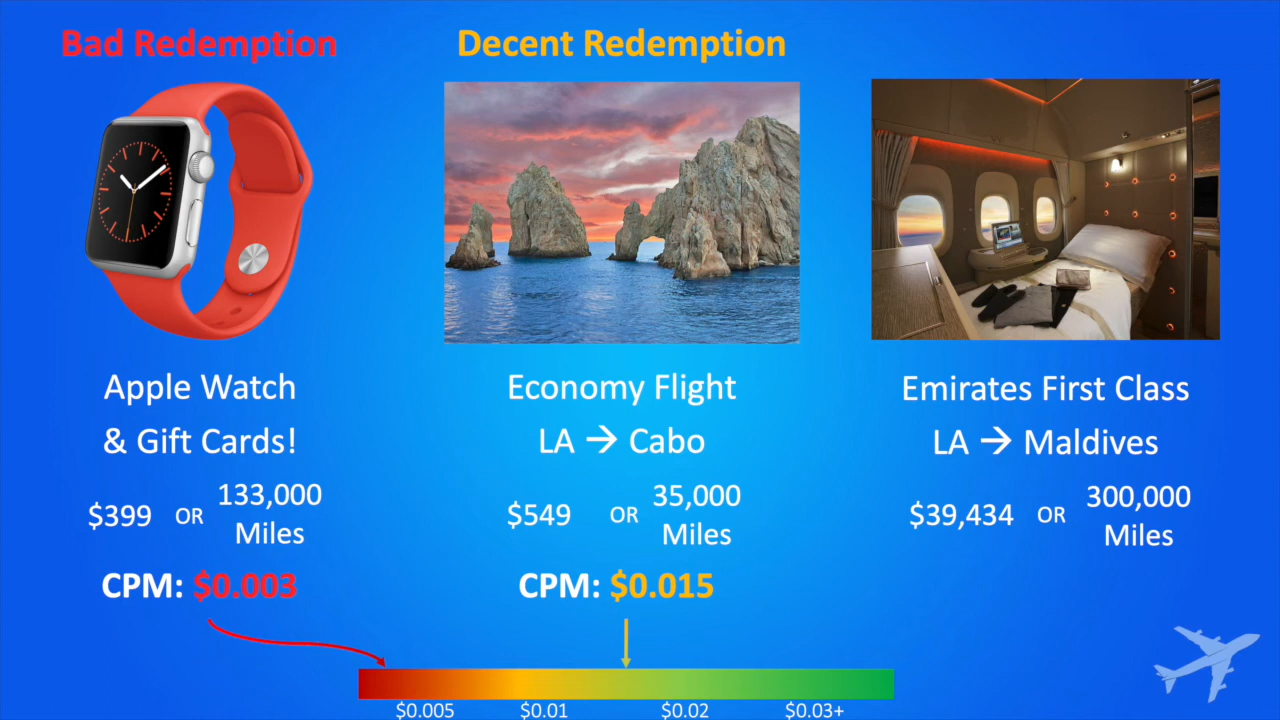 Bad Redemption
Apple Watch
& Gift Cards!
$399 OR 133,000 Miles
CPM: $0.003
Decent Redemption
Economy Flight
LA → Cabo
$549 OR 35,000 Miles
CPM: $0.015
Emirates First Class
LA → Maldives
$39,434 OR 300,000 Miles
$0.005 $0.01 $0.02 $0.03+